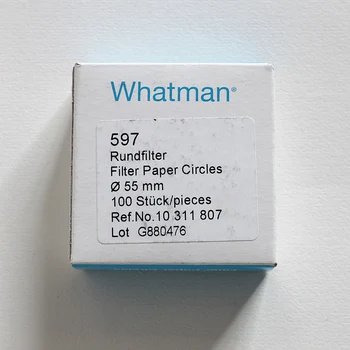 Whatman®
597
Rundfilter
Filter Paper Circles
Ø 55 mm
100 Stück/pieces
Ref.No.10 311 807
Lot G880476